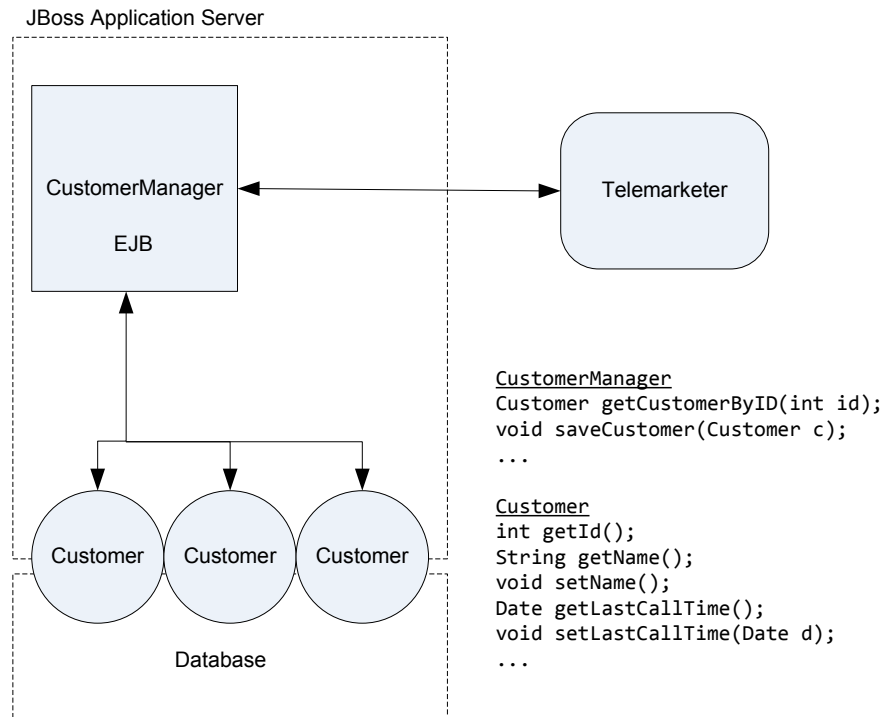 JBoss Application Server
CustomerManager
EJB
Telemarketer
CustomerManager
Customer getCustomerByID(int id);
void saveCustomer(Customer c);
...
Customer
int getId();
String getName();
void setName();
Date getLastCallTime();
void setLastCallTime(Date d);
...
Customer
Customer
Customer
Database